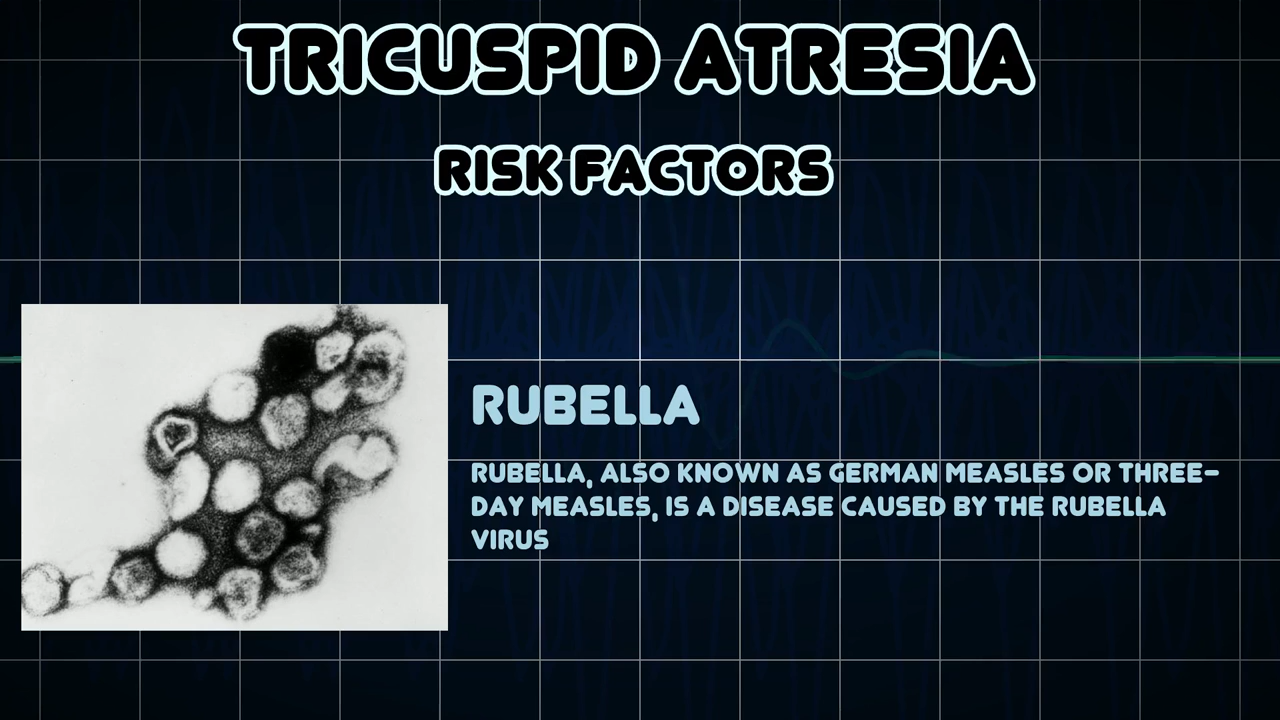 TRICUSPID ATRESIA
RISK FACTORS
RUBELLA
RUBELLA, ALSO KNOWN AS GERMAN MEASLES OR THREE-
DAY MEASLES, IS A DISEASE CAUSED BY THE RUBELLA
VIRUS